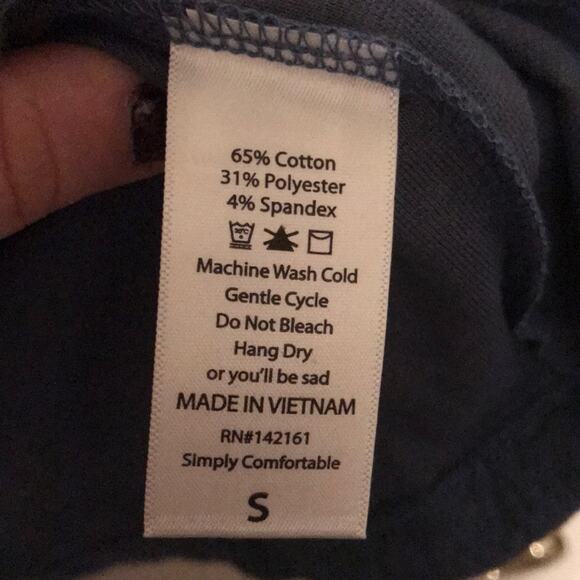 65% Cotton
31% Polyester
4% Spandex
30°C
Machine Wash Cold
Gentle Cycle
Do Not Bleach
Hang Dry
or you'll be sad
MADE IN VIETNAM
RN#142161
Simply Comfortable
S